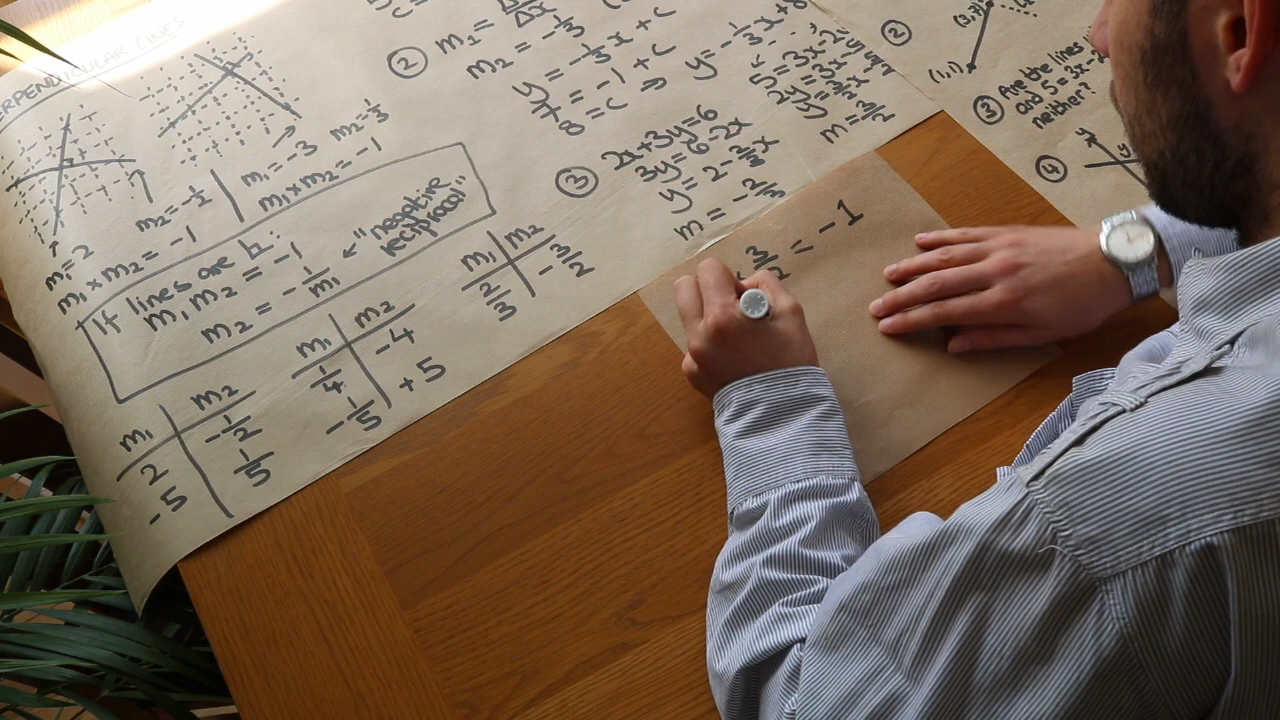 PERPENDICULAR LINES
m₁=2
m₂=-1/2
m₁×m₂=-1
m₁=-3
m₂=1/3
m₁×m₂=-1
If lines are
m₁m₂=-1
m₂=-1/m₁
"negative
reciprocal"
m₁ m₂
2 -1/2
-5 1/5
m₁ m₂
1/4 -4
-1/5 +5
m₁ m₂
2/3 -3/2
②
m₁=Δy/Δx
m₂=-1/3
y=-1/3x+c
7=-1+c
8=c ⇒ y=-1/3x+8
③
2x+3y=6
3y=6-2x
y=2-2/3x
m=-2/3
5=3x-2y
2y=3x-5
m=3/2
3/2 = -1
②
(1,1)
③ Are the lines
and 5=3x-2
neither?
④
y